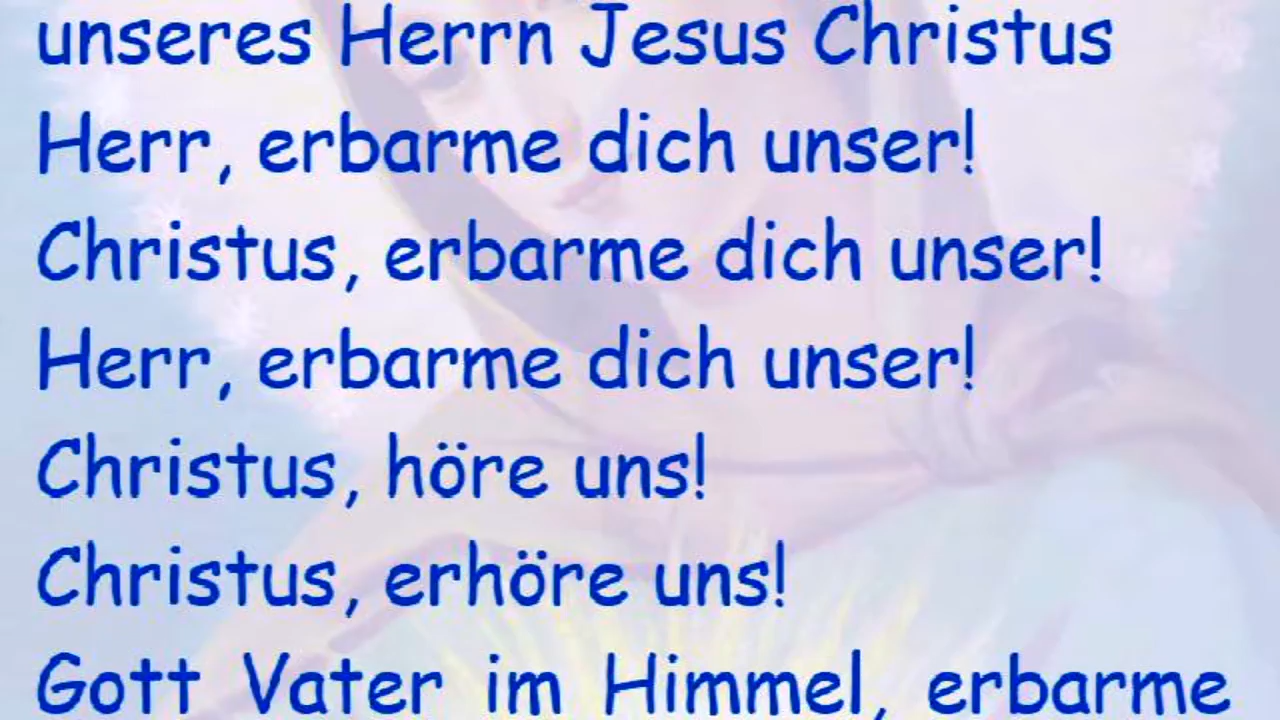 unseres Herrn Jesus Christus
Herr, erbarme dich unser!
Christus, erbarme dich unser!
Herr, erbarme dich unser!
Christus, höre uns!
Christus, erhöre uns!
Gott Vater im Himmel, erbarme